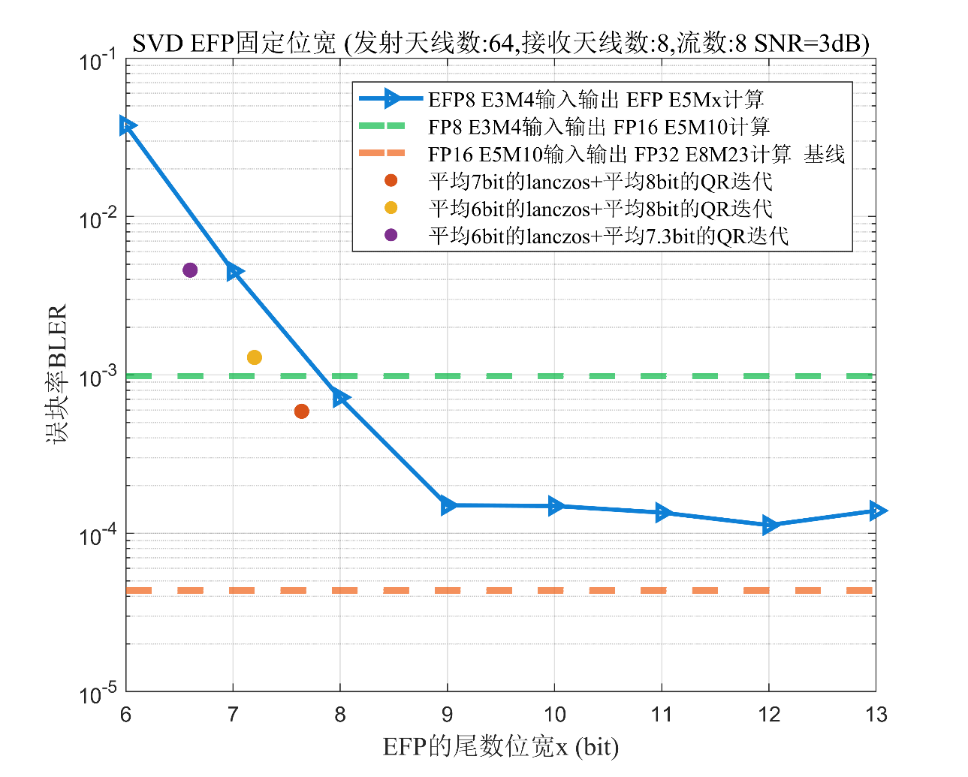 SVD EFP固定位宽 (发射天线数:64,接收天线数:8,流数:8 SNR=3dB)
10-1
EFP8 E3M4输入输出 EFP E5Mx计算
FP8 E3M4输入输出 FP16 E5M10计算
FP16 E5M10输入输出 FP32 E8M23计算 基线
平均7bit的lanczos+平均8bit的QR迭代
平均6bit的lanczos+平均8bit的QR迭代
平均6bit的lanczos+平均7.3bit的QR迭代
10-2
10-3
10-4
10-5
误块率BLER
6 7 8 9 10 11 12 13
EFP的尾数位宽x (bit)